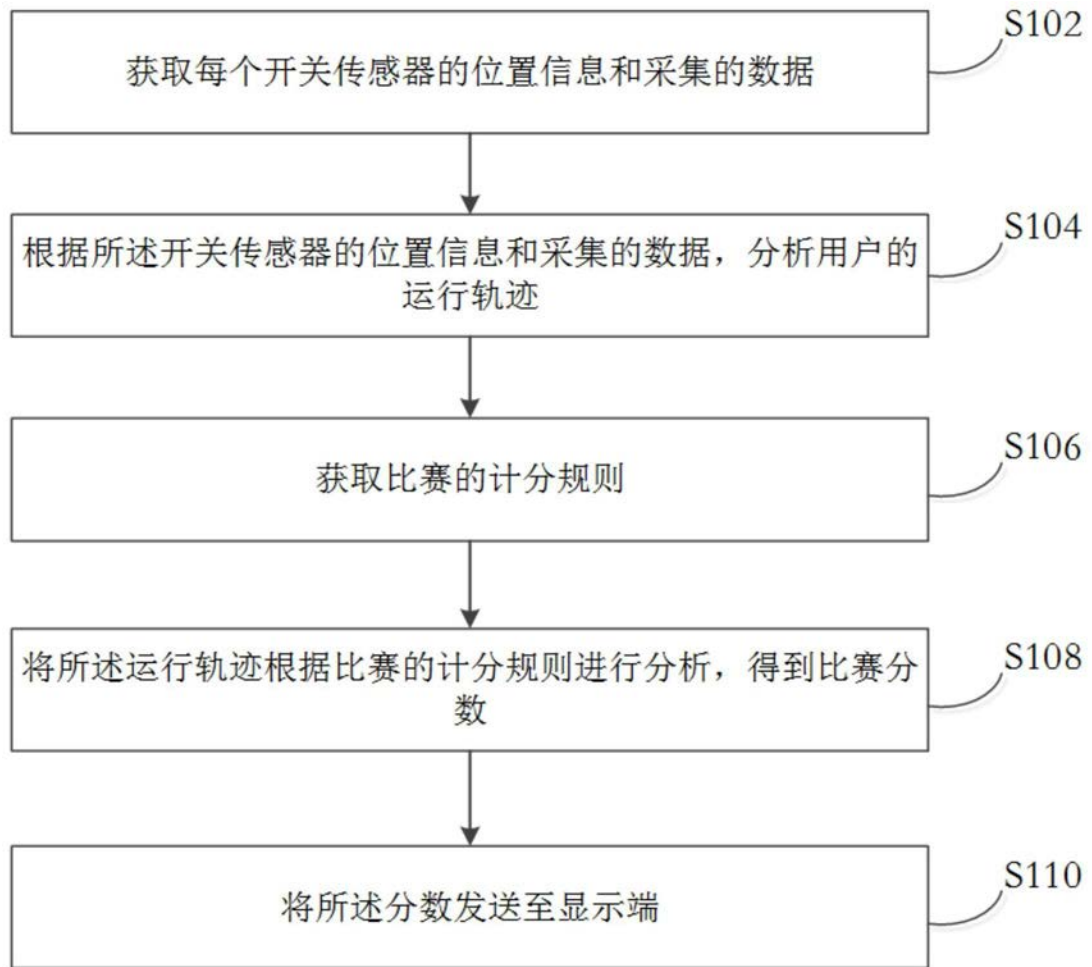 S102
获取每个开关传感器的位置信息和采集的数据
S104
根据所述开关传感器的位置信息和采集的数据，分析用户的
运行轨迹
S106
获取比赛的计分规则
S108
将所述运行轨迹根据比赛的计分规则进行分析，得到比赛分
数
S110
将所述分数发送至显示端